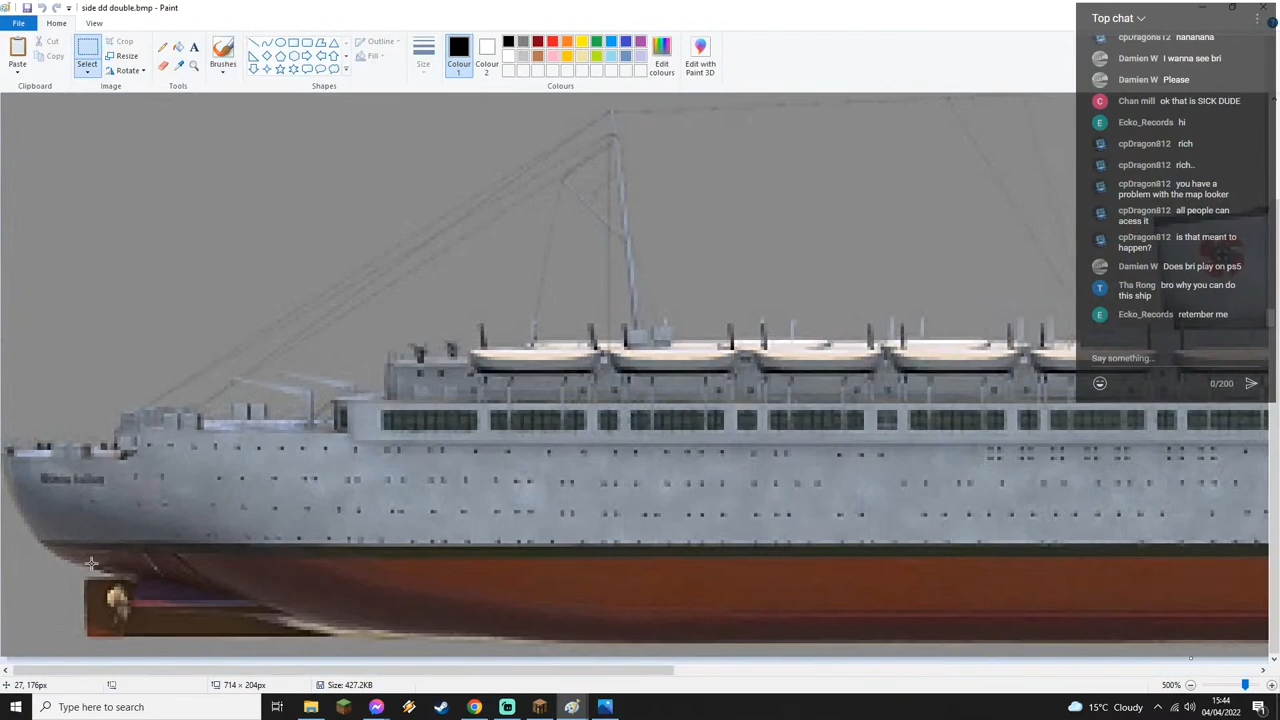 side dd double.bmp - Paint
File
Home
View
Paste
Cut
Copy
Clipboard
Select
Crop
Resize
Rotate
Image
Tools
Brushes
Outline
Fill
Shapes
Size
Colour
1
Colour
2
Edit
colours
Edit with
Paint 3D
Colours
Top chat
cpDragon812 hahahaha
Damien W I wanna see bri
Damien W Please
C Chan mill ok that is SICK DUDE
E Ecko_Records hi
cpDragon812 rich
cpDragon812 rich..
cpDragon812 you have a
problem with the map looker
cpDragon812 all people can
acess it
cpDragon812 is that meant to
happen?
Damien W Does bri play on ps5
T Tha Rong bro why you can do
this ship
E Ecko_Records retember me
Say something...
0/200
27, 176px
714 × 204px
Size: 427.2KB
500%
Type here to search
15°C Cloudy
15:44
04/04/2022
1